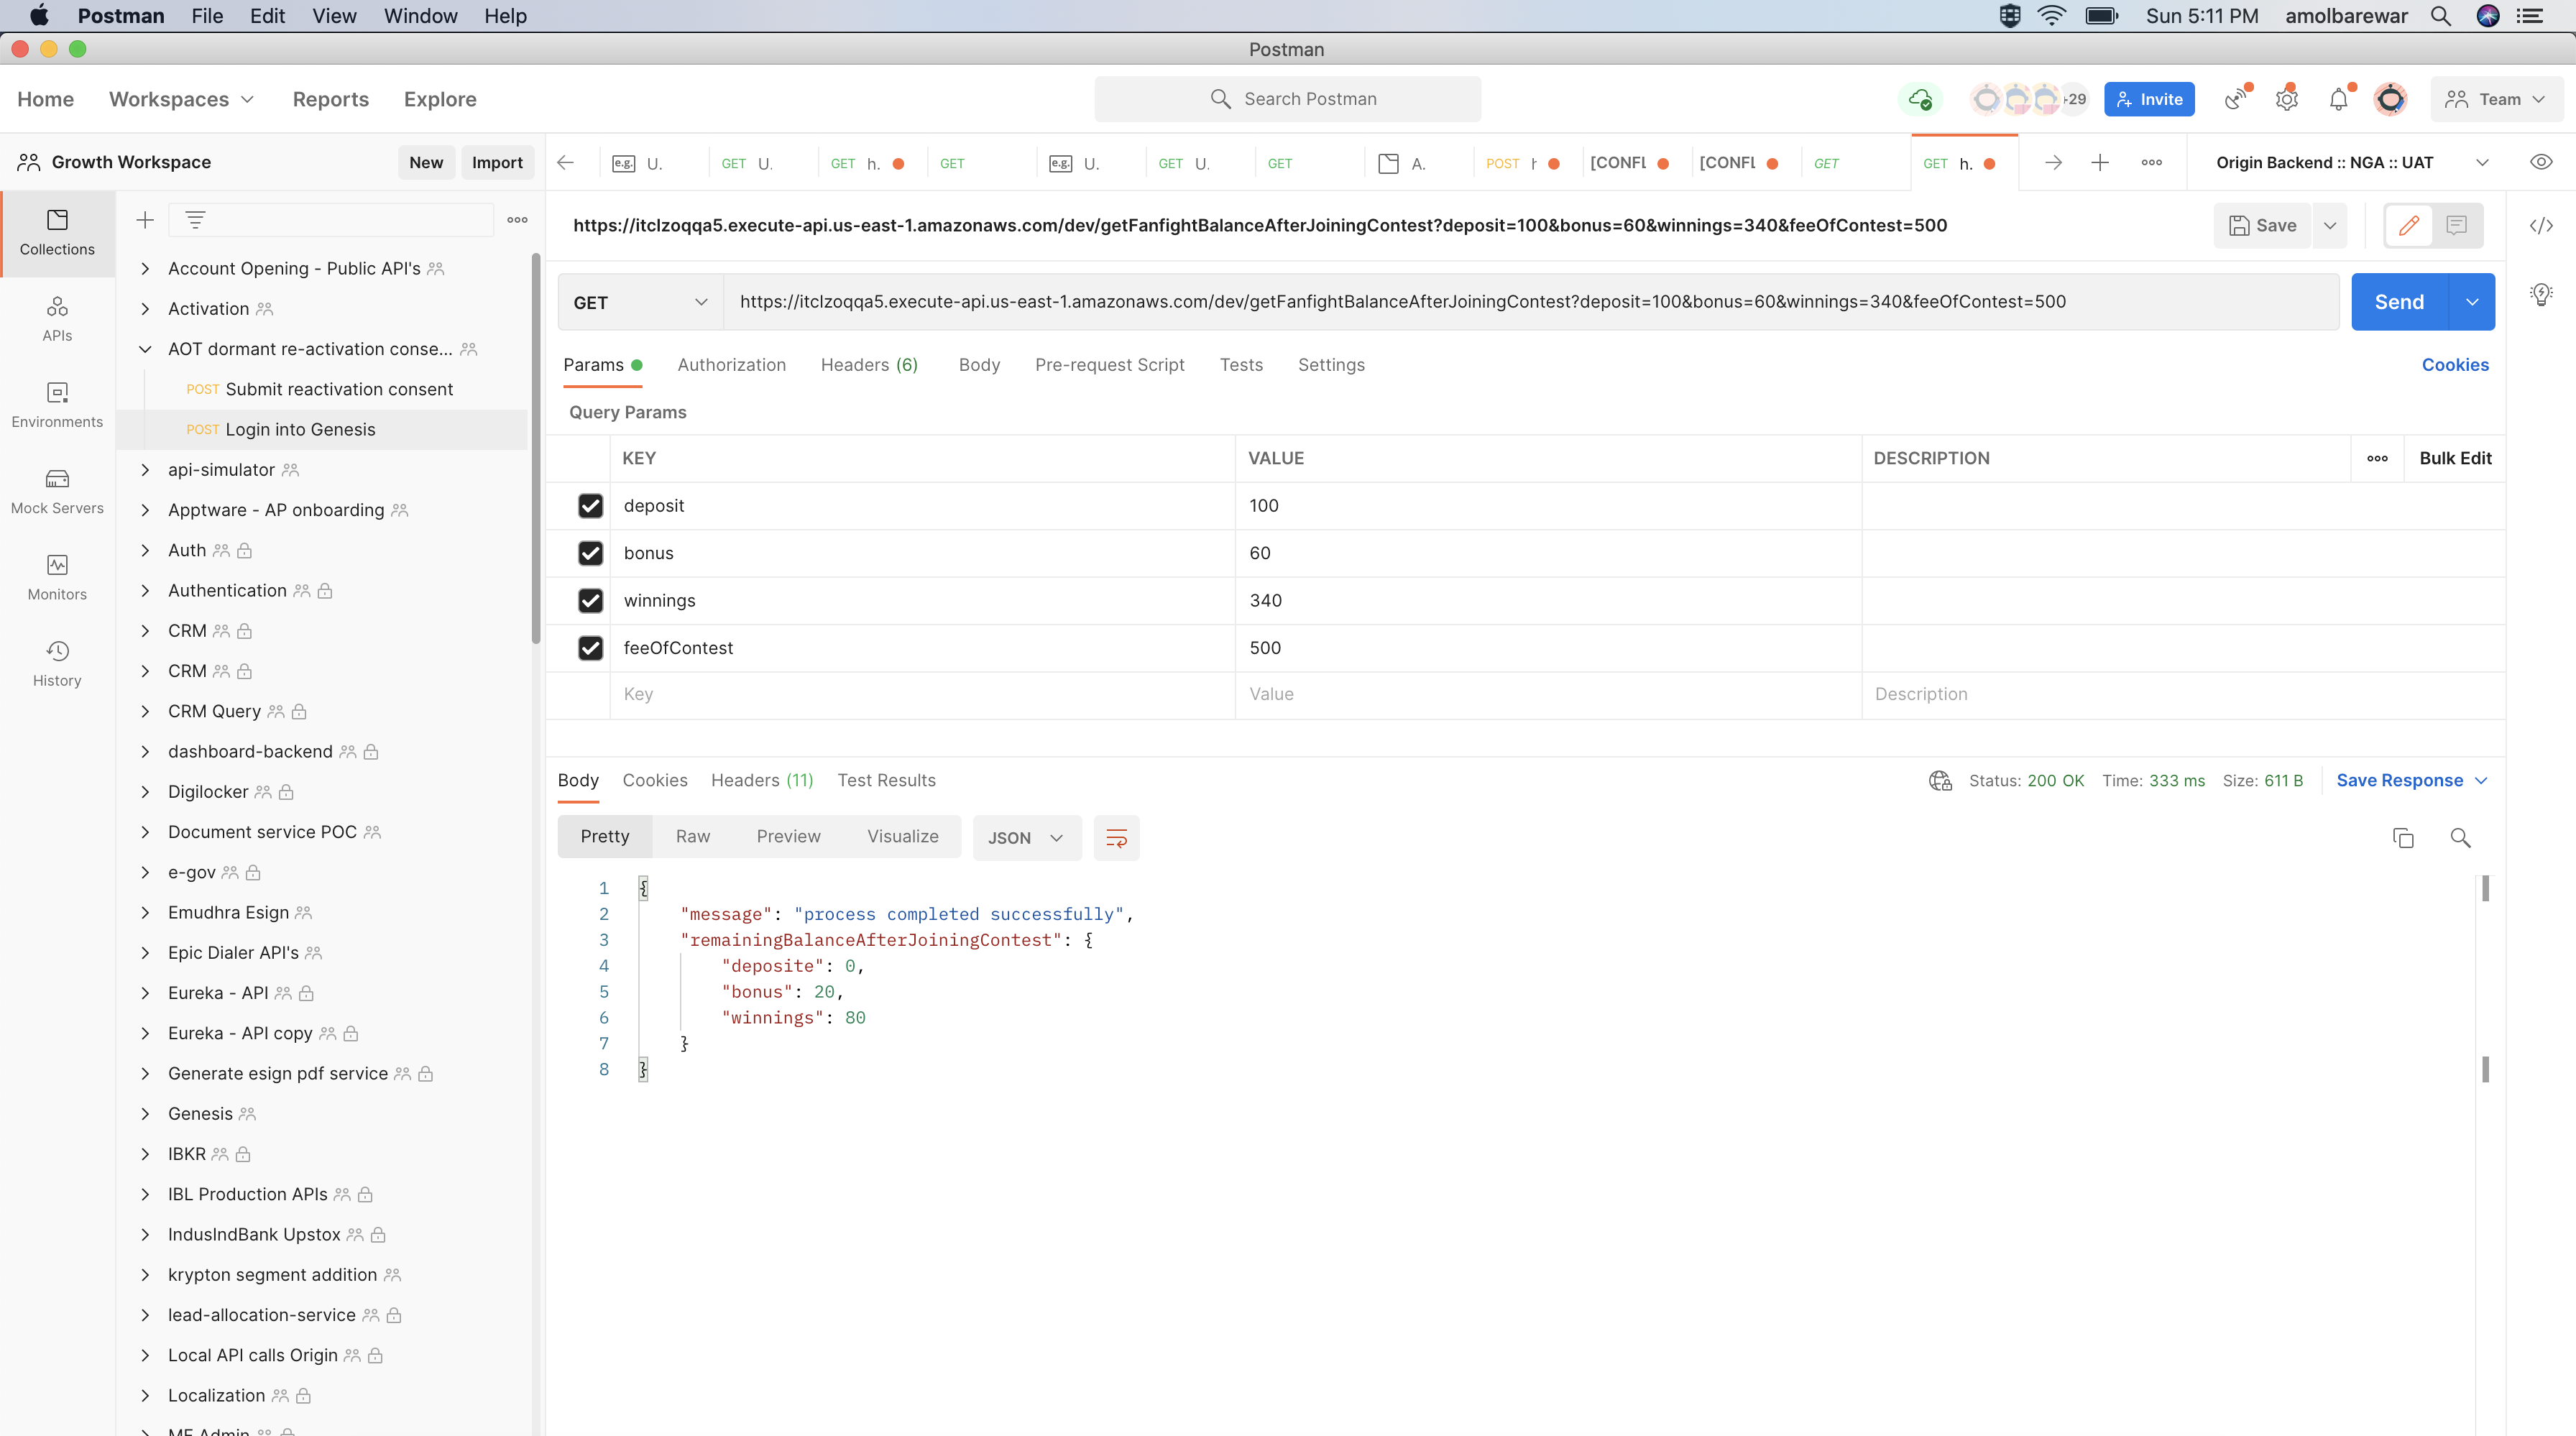 Postman File Edit View Window Help Sun 5:11 PM amolbarewar
Postman
Home Workspaces Reports Explore Search Postman +29 Invite Team
Growth Workspace New Import
e.g. U. GET U. GET h. GET e.g. U. GET U. GET A. POST [CONFL [CONFL GET GET h. Origin Backend :: NGA :: UAT
Collections
APIs
Environments
Mock Servers
Monitors
History
Account Opening - Public API's
Activation
AOT dormant re-activation conse...
POST Submit reactivation consent
POST Login into Genesis
api-simulator
Apptware - AP onboarding
Auth
Authentication
CRM
CRM
CRM Query
dashboard-backend
Digilocker
Document service POC
e-gov
Emudhra Esign
Epic Dialer API's
Eureka - API
Eureka - API copy
Generate esign pdf service
Genesis
IBKR
IBL Production APIs
IndusIndBank Upstox
krypton segment addition
lead-allocation-service
Local API calls Origin
Localization
MF Admin
https://itclzoqqa5.execute-api.us-east-1.amazonaws.com/dev/getFanfightBalanceAfterJoiningContest?deposit=100&bonus=60&winnings=340&feeOfContest=500 Save
GET https://itclzoqqa5.execute-api.us-east-1.amazonaws.com/dev/getFanfightBalanceAfterJoiningContest?deposit=100&bonus=60&winnings=340&feeOfContest=500 Send
Params Authorization Headers (6) Body Pre-request Script Tests Settings Cookies
Query Params
KEY VALUE DESCRIPTION Bulk Edit
deposit 100
bonus 60
winnings 340
feeOfContest 500
Key Value Description
Body Cookies Headers (11) Test Results Status: 200 OK Time: 333 ms Size: 611 B Save Response
Pretty Raw Preview Visualize JSON
1 {
2 "message": "process completed successfully",
3 "remainingBalanceAfterJoiningContest": {
4 "deposite": 0,
5 "bonus": 20,
6 "winnings": 80
7 }
8 }